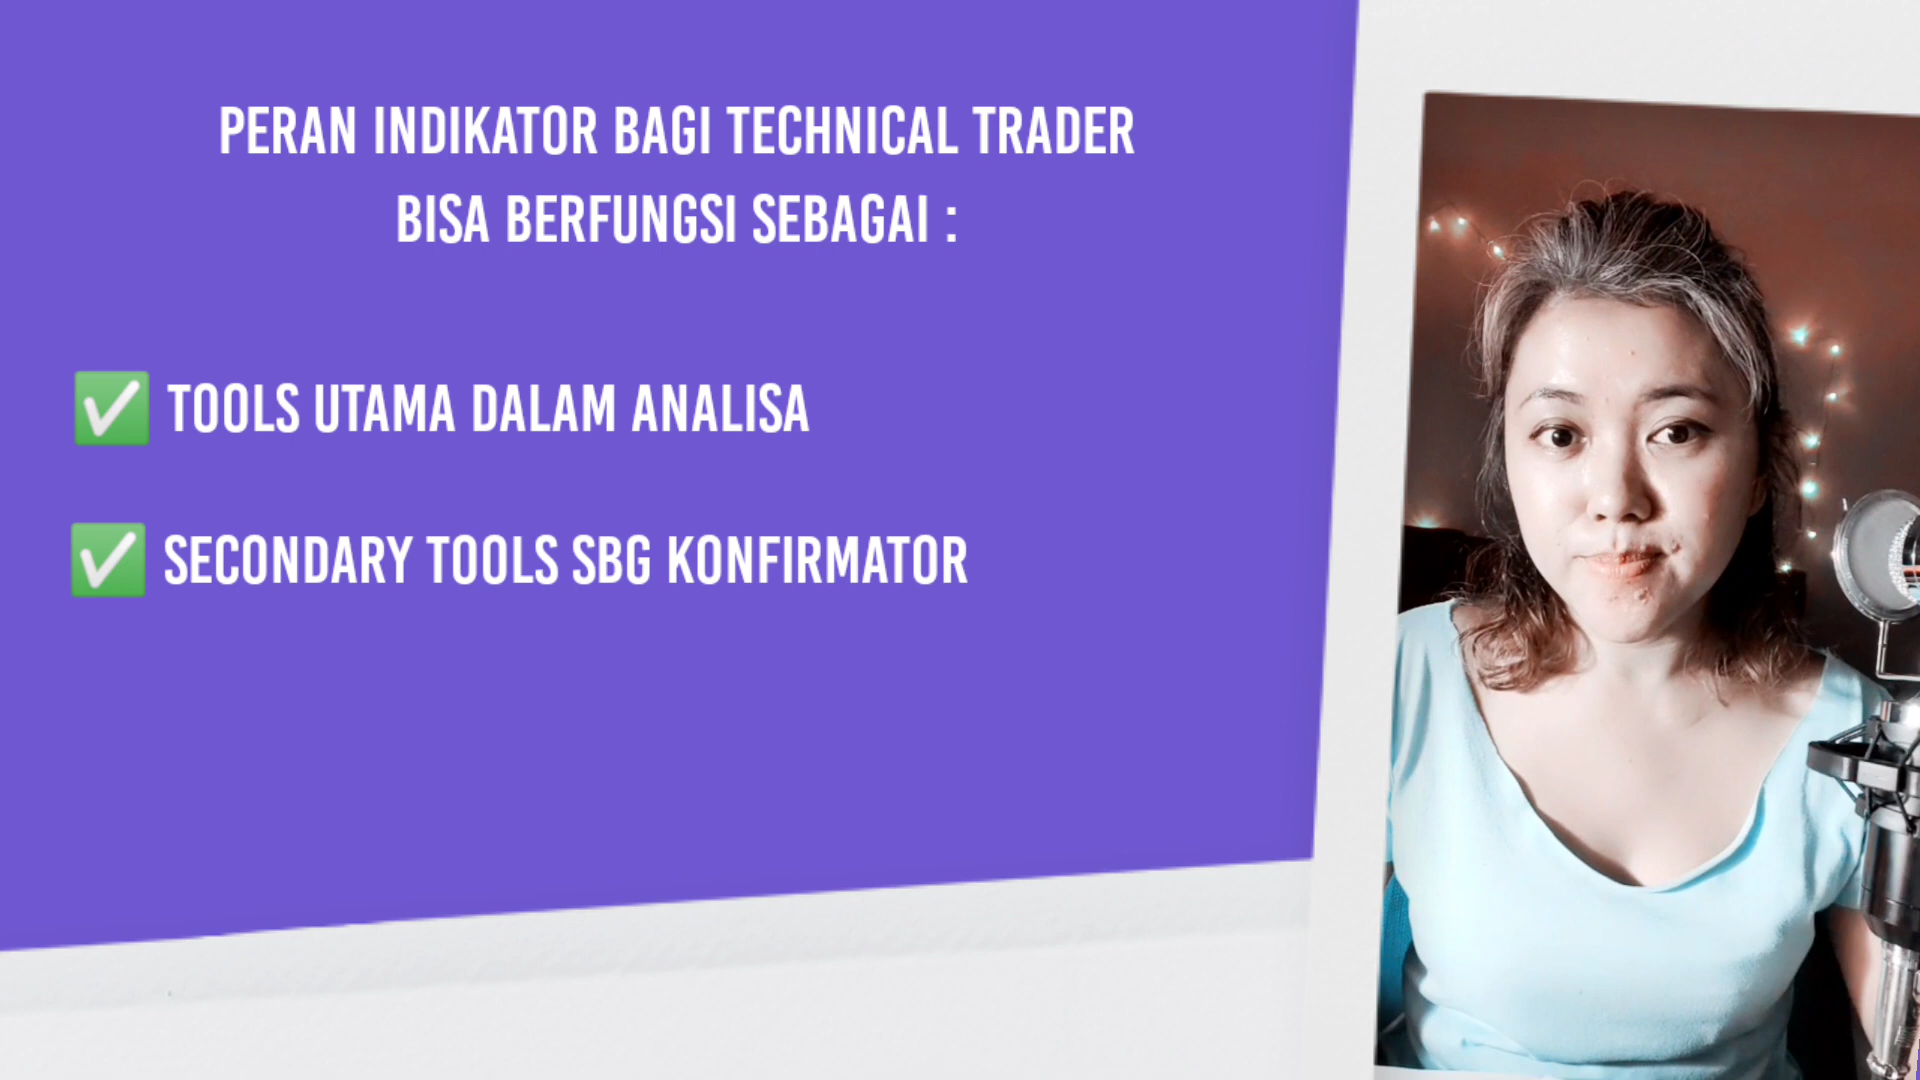 PERAN INDIKATOR BAGI TECHNICAL TRADER
BISA BERFUNGSI SEBAGAI :
✅ TOOLS UTAMA DALAM ANALISA
✅ SECONDARY TOOLS SBG KONFIRMATOR